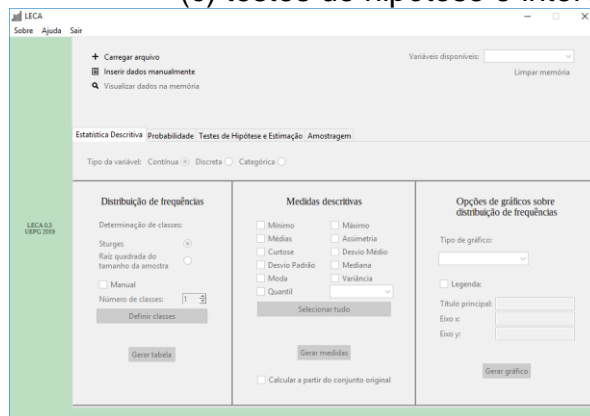 LECA
Sobre Ajuda Sair
Carregar arquivo
Inserir dados manualmente
Visualizar dados na memória
Variáveis disponíveis:
Limpar memória
Estatística Descritiva Probabilidade Testes de Hipótese e Estimação Amostragem
Tipo da variável: Contínua Discreta Categórica
LECA 0.3
UEPG 2019
Distribuição de frequências
Determinação de classes:
Sturges
Raíz quadrada do
tamanho da amostra
Manual
Número de classes: 1
Definir classes
Gerar tabela
Medidas descritivas
Mínimo Máximo
Médias Assimetria
Curtose Desvio Médio
Desvio Padrão Mediana
Moda Variância
Quantil
Selecionar tudo
Gerar medidas
Calcular a partir do conjunto original
Opções de gráficos sobre
distribuição de frequências
Tipo de gráfico:
Legenda:
Título principal:
Eixo x:
Eixo y:
Gerar gráfico